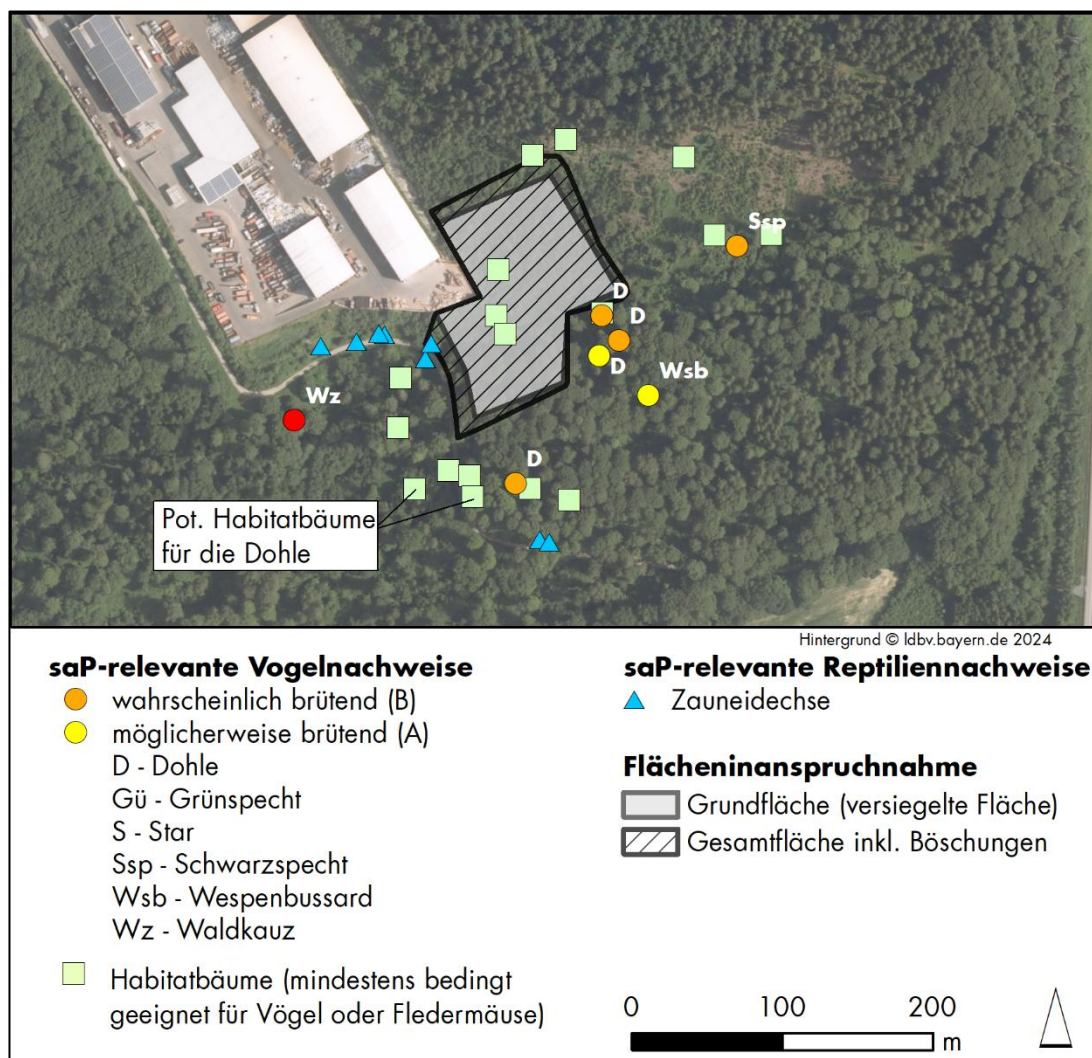 Ssp
D
D
D
Wsb
Wz
D
Pot. Habitatbäume
für die Dohle
Hintergrund © ldbv.bayern.de 2024
saP-relevante Vogelnachweise
wahrscheinlich brütend (B)
möglicherweise brütend (A)
D - Dohle
Gü - Grünspecht
S - Star
Ssp - Schwarzspecht
Wsb - Wespenbussard
Wz - Waldkauz
Habitatbäume (mindestens bedingt
geeignet für Vögel oder Fledermäuse)
saP-relevante Reptiliennachweise
Zauneidechse
Flächeninanspruchnahme
Grundfläche (versiegelte Fläche)
Gesamtfläche inkl. Böschungen
0 100 200
m